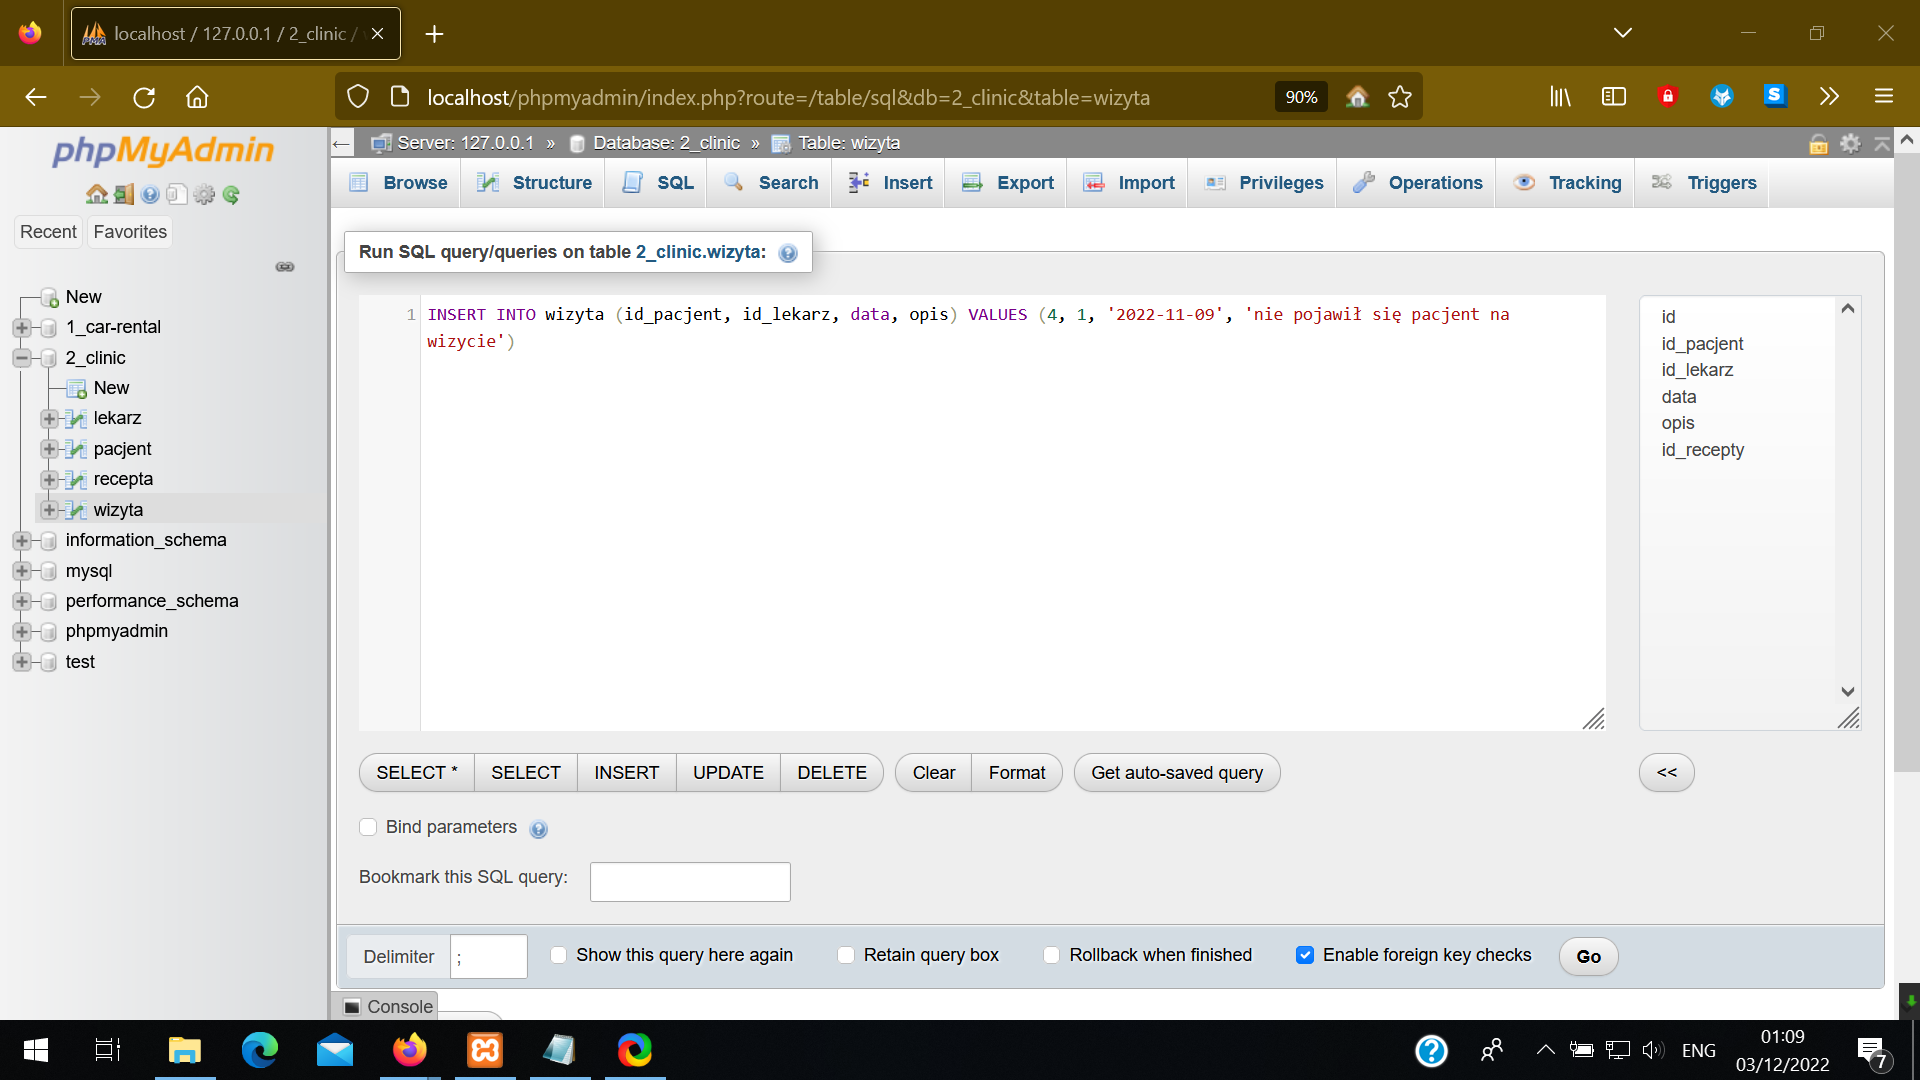 localhost / 127.0.0.1 / 2_clinic /
localhost/phpmyadmin/index.php?route=/table/sql&db=2_clinic&table=wizyta
90%
phpMyAdmin
Recent
Favorites
New
1_car-rental
2_clinic
New
lekarz
pacjent
recepta
wizyta
information_schema
mysql
performance_schema
phpmyadmin
test
Server: 127.0.0.1 » Database: 2_clinic » Table: wizyta
Browse
Structure
SQL
Search
Insert
Export
Import
Privileges
Operations
Tracking
Triggers
Run SQL query/queries on table 2_clinic.wizyta:
1
INSERT INTO wizyta (id_pacjent, id_lekarz, data, opis) VALUES (4, 1, '2022-11-09', 'nie pojawił się pacjent na
wizycie')
id
id_pacjent
id_lekarz
data
opis
id_recepty
SELECT *
SELECT
INSERT
UPDATE
DELETE
Clear
Format
Get auto-saved query
<<
Bind parameters
Bookmark this SQL query:
Delimiter
;
Show this query here again
Retain query box
Rollback when finished
Enable foreign key checks
Go
Console
ENG
01:09
03/12/2022
7